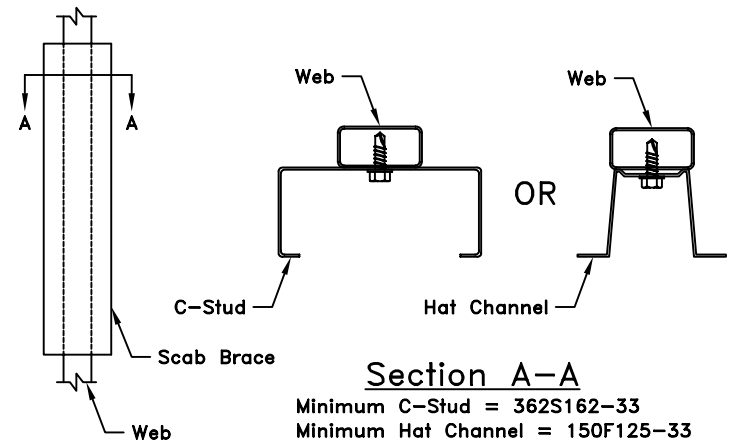 Web
Web
A
A
OR
C-Stud
Hat Channel
Scab Brace
Section A-A
Minimum C-Stud = 362S162-33
Minimum Hat Channel = 150F125-33
Web